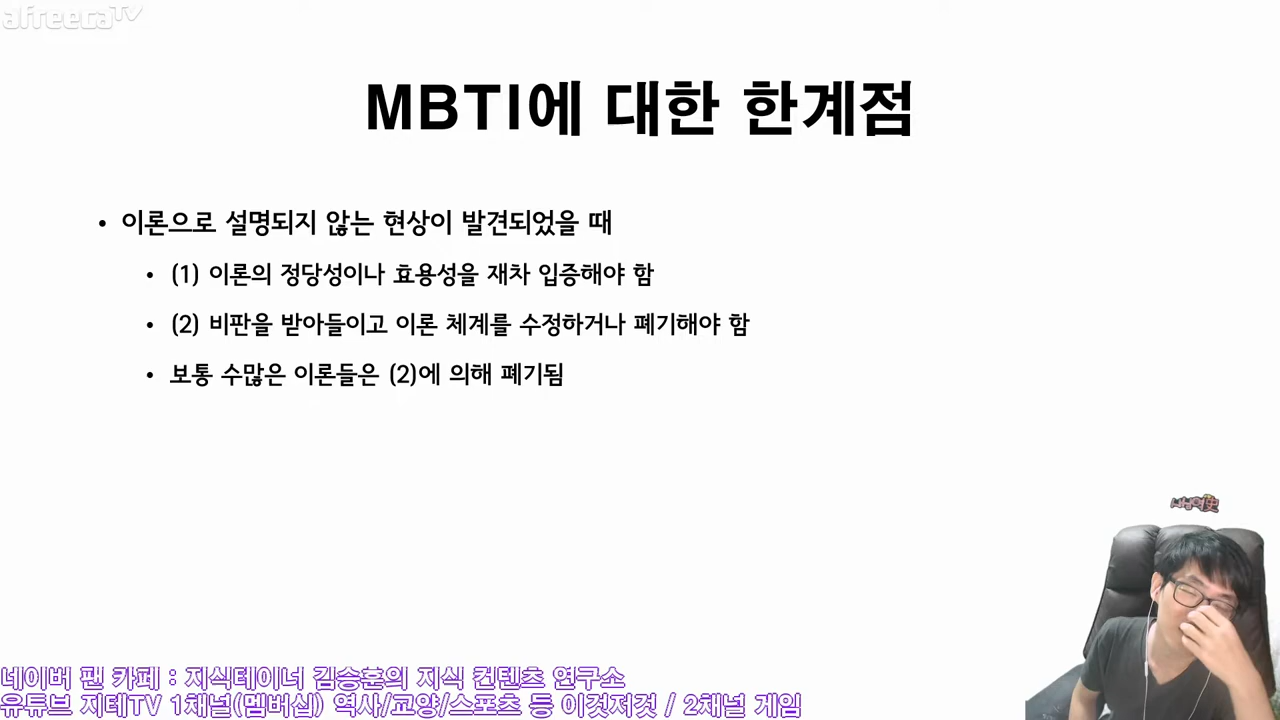 afreecaTV
MBTI에 대한 한계점
• 이론으로 설명되지 않는 현상이 발견되었을 때
• (1) 이론의 정당성이나 효용성을 재차 입증해야 함
• (2) 비판을 받아들이고 이론 체계를 수정하거나 폐기해야 함
• 보통 수많은 이론들은 (2)에 의해 폐기됨
네이버 팬 카페 : 지식테이너 김승훈의 지식 컨텐츠 연구소
유튜브 지테TV 1채널(멤버십) 역사/교양/스포츠 등 이것저것 / 2채널 게임